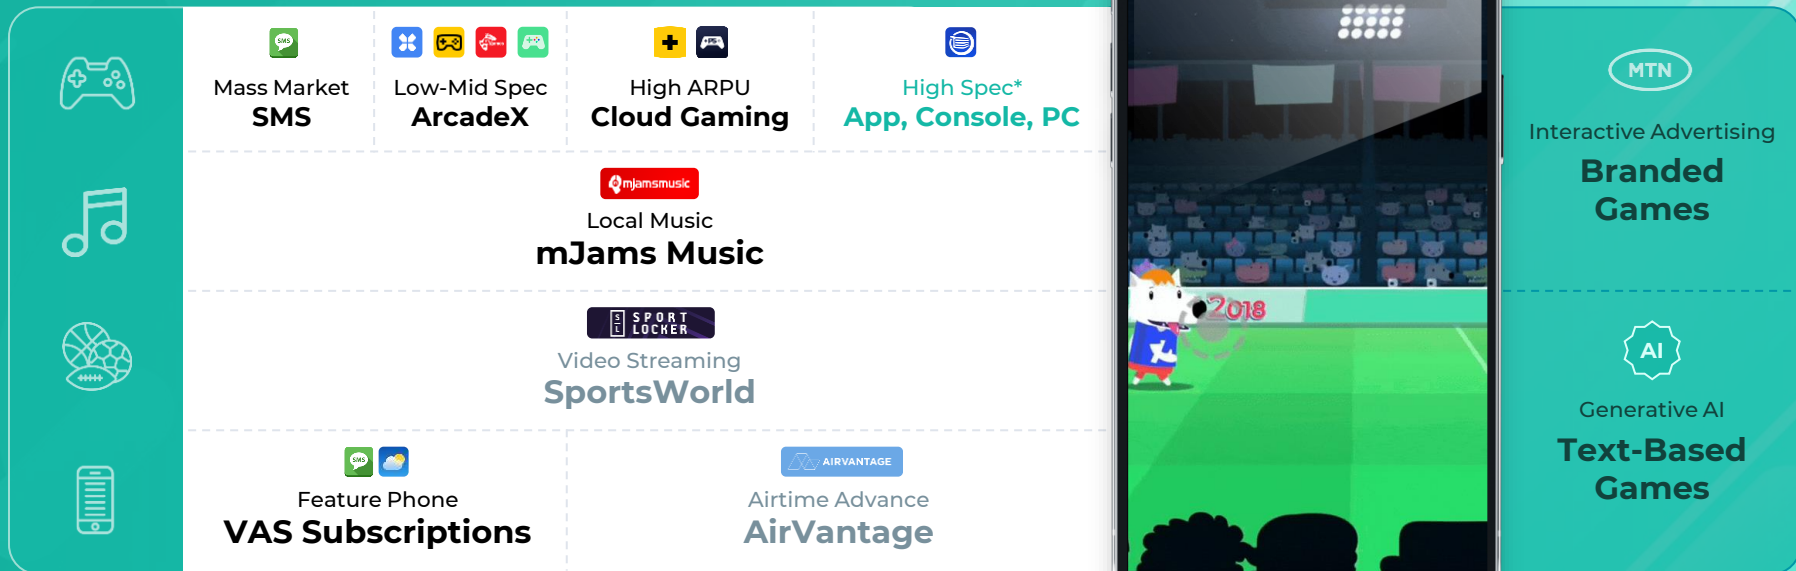 SMS
Mass Market
SMS
Low-Mid Spec
ArcadeX
High ARPU
Cloud Gaming
High Spec*
App, Console, PC
mjamsmusic
Local Music
mJams Music
SL SPORT
LOCKER
Video Streaming
SportsWorld
SMS
Feature Phone
VAS Subscriptions
AIRVANTAGE
Airtime Advance
AirVantage
2018
MTN
Interactive Advertising
Branded
Games
AI
Generative AI
Text-Based
Games